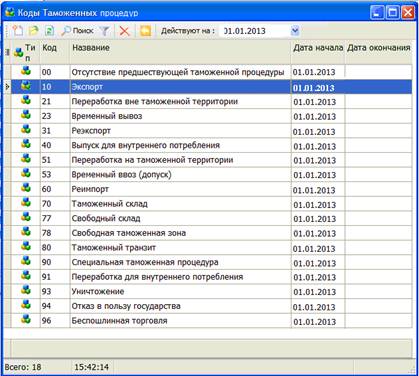 Коды Таможенных процедур
Поиск Действуют на: 01.01.2013
Тип Код Название Дата начала Дата окончания
00 Отсутствие предшествующей таможенной процедуры 01.01.2013
10 Экспорт 01.01.2013
21 Переработка вне таможенной территории 01.01.2013
23 Временный вывоз 01.01.2013
31 Реэкспорт 01.01.2013
40 Выпуск для внутреннего потребления 01.01.2013
51 Переработка на таможенной территории 01.01.2013
53 Временный ввоз (допуск) 01.01.2013
60 Реимпорт 01.01.2013
70 Таможенный склад 01.01.2013
77 Свободный склад 01.01.2013
78 Свободная таможенная зона 01.01.2013
80 Таможенный транзит 01.01.2013
90 Специальная таможенная процедура 01.01.2013
91 Переработка для внутреннего потребления 01.01.2013
93 Уничтожение 01.01.2013
94 Отказ в пользу государства 01.01.2013
96 Беспошлинная торговля 01.01.2013
Всего: 18 15:42:14